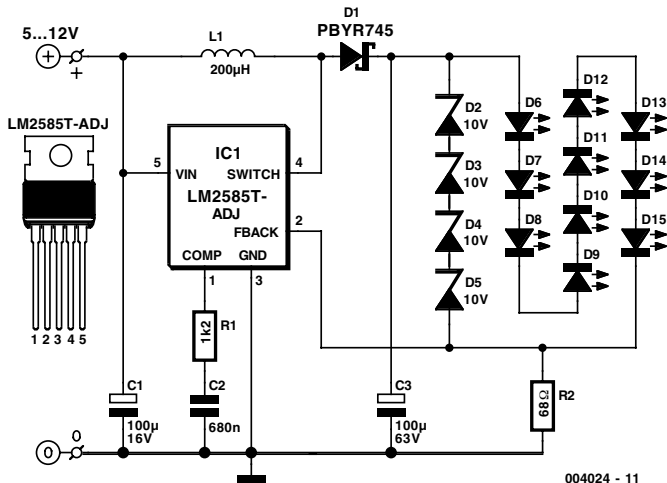 D1
PBYR745
5...12V
L1
200µH
+
+
LM2585T-ADJ
IC1
5
VIN
SWITCH
4
LM2585T-
ADJ
FBACK
2
COMP
GND
1
3
D2
10V
D3
10V
D4
10V
D5
10V
D6
D7
D8
D12
D11
D10
D9
D13
D14
D15
1 2 3 4 5
R1
1k2
C1
100µ
16V
C2
680n
C3
100µ
63V
R2
68Ω
0
0
004024 - 11